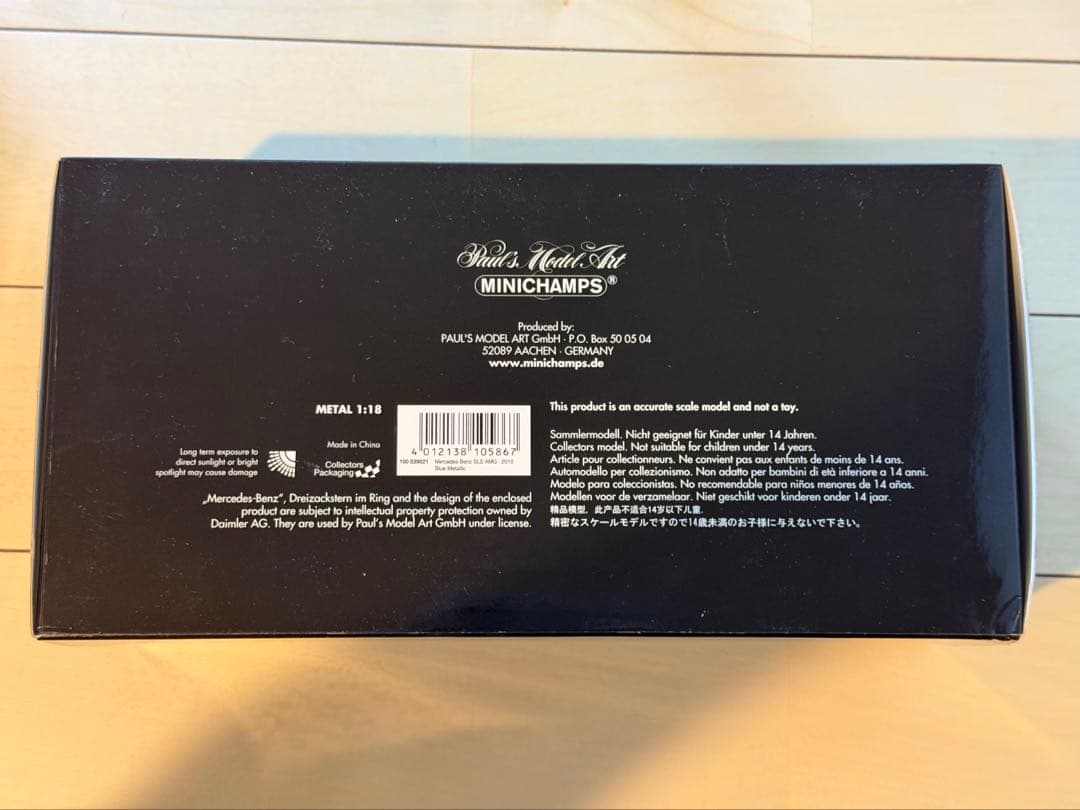 Paul's Model Art
MINICHAMPS®
Produced by:
PAUL'S MODEL ART GmbH · P.O. Box 50 05 04
52089 AACHEN · GERMANY
www.minichamps.de
METAL 1:18
Made in China
Long term exposure to
direct sunlight or bright
spotlight may cause damage
Collectors
Packaging
4 012138 105867
100 039021 Mercedes-Benz SLS AMG - 2010
Blue Metallic
„Mercedes-Benz", Dreizackstern im Ring and the design of the enclosed
product are subject to intellectual property protection owned by
Daimler AG. They are used by Paul's Model Art GmbH under license.
This product is an accurate scale model and not a toy.
Sammlermodell. Nicht geeignet für Kinder unter 14 Jahren.
Collectors model. Not suitable for children under 14 years.
Article pour collectionneurs. Ne convient pas aux enfants de moins de 14 ans.
Automodello per collezionismo. Non adatto per bambini di età inferiore a 14 anni.
Modelo para coleccionistas. No recomendable para niños menores de 14 años.
Modellen voor de verzamelaar. Niet geschikt voor kinderen onder 14 jaar.
精品模型，此产品不适合14岁以下儿童.
精密なスケールモデルですので14歳未満のお子様に与えないで下さい。